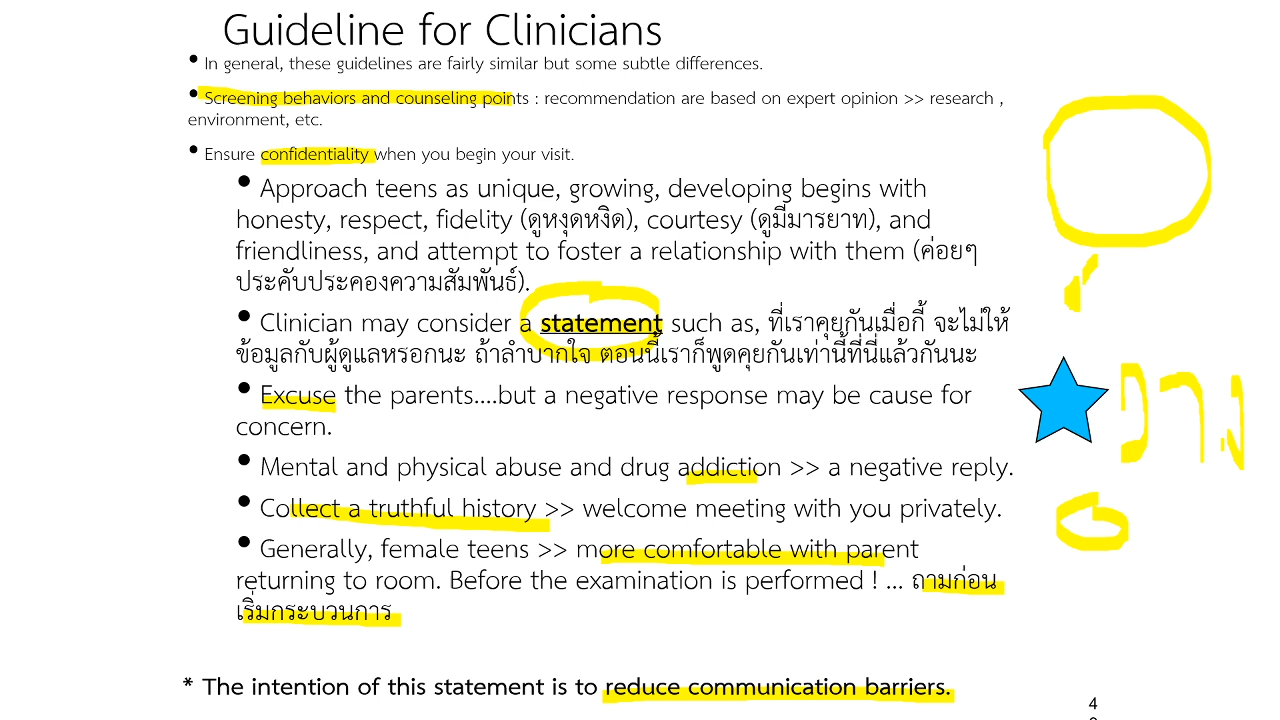 Guideline for Clinicians
• In general, these guidelines are fairly similar but some subtle differences.
• Screening behaviors and counseling points : recommendation are based on expert opinion >> research ,
environment, etc.
• Ensure confidentiality when you begin your visit.
• Approach teens as unique, growing, developing begins with
honesty, respect, fidelity (ดูหงุดหงิด), courtesy (ดูมีมารยาท), and
friendliness, and attempt to foster a relationship with them (ค่อยๆ
ประคับประคองความสัมพันธ์).
• Clinician may consider a statement such as, ที่เราคุยกันเมื่อกี้ จะไม่ให้
ข้อมูลกับผู้ดูแลหรอกนะ ถ้าลำบากใจ ตอนนี้เราก็พูดคุยกันเท่านี้ที่นี่แล้วกันนะ
• Excuse the parents....but a negative response may be cause for
concern.
• Mental and physical abuse and drug addiction >> a negative reply.
• Collect a truthful history >> welcome meeting with you privately.
• Generally, female teens >> more comfortable with parent
returning to room. Before the examination is performed ! ... ถามก่อน
เริ่มกระบวนการ
* The intention of this statement is to reduce communication barriers.
4